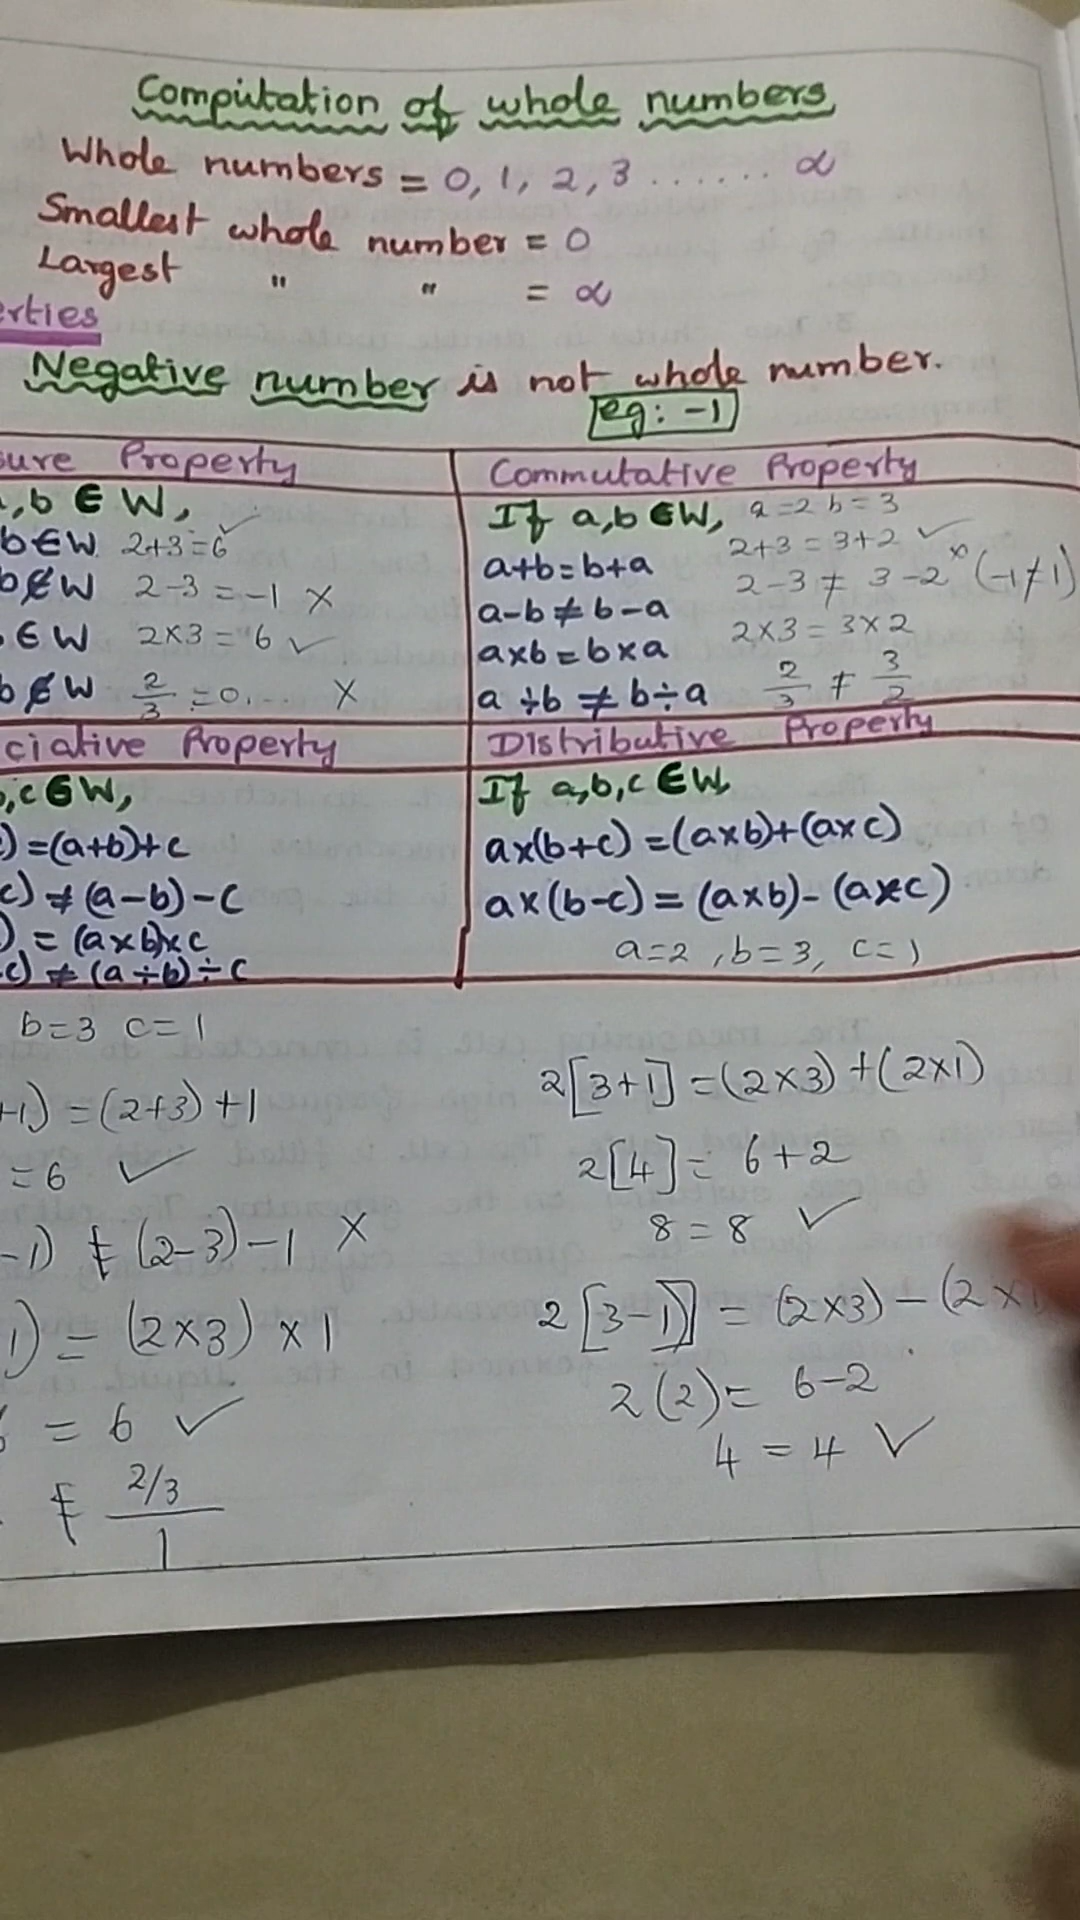 Computation of whole numbers
Whole numbers = 0, 1, 2, 3 ...... α
Smallest whole number = 0
Largest " " = α
erties
Negative number is not whole number.
eg: -1
sure Property
a, b ∈ W,
b∈W 2+3=6 ✓
b∉W 2-3=-1 ×
∈W 2×3=6 ✓
b∉W 2/3=0. ×
Commutative Property
If a,b ∈W, a=2 b=3
a+b=b+a 2+3=3+2 ✓
a-b≠b-a 2-3≠3-2 × (-1≠1)
a×b=b×a 2×3=3×2
a÷b≠b÷a 2/3 ≠ 3/2
ciative Property
b,c∈W,
c)=(a+b)+c
c)≠(a-b)-c
)=(a×b)×c
c)≠(a÷b)÷c
Distributive Property
If a,b,c ∈W,
a×(b+c)=(a×b)+(a×c)
a×(b-c)=(a×b)-(a×c)
a=2, b=3, c=1
b=3 c=1
+1)=(2+3)+1
=6 ✓
-1)≠(2-3)-1 ×
1)=(2×3)×1
6=6 ✓
≠ 2/3
1
2[3+1]=(2×3)+(2×1)
2[4]=6+2
8=8 ✓
2[3-1]=(2×3)-(2×1
2(2)=6-2
4=4 ✓